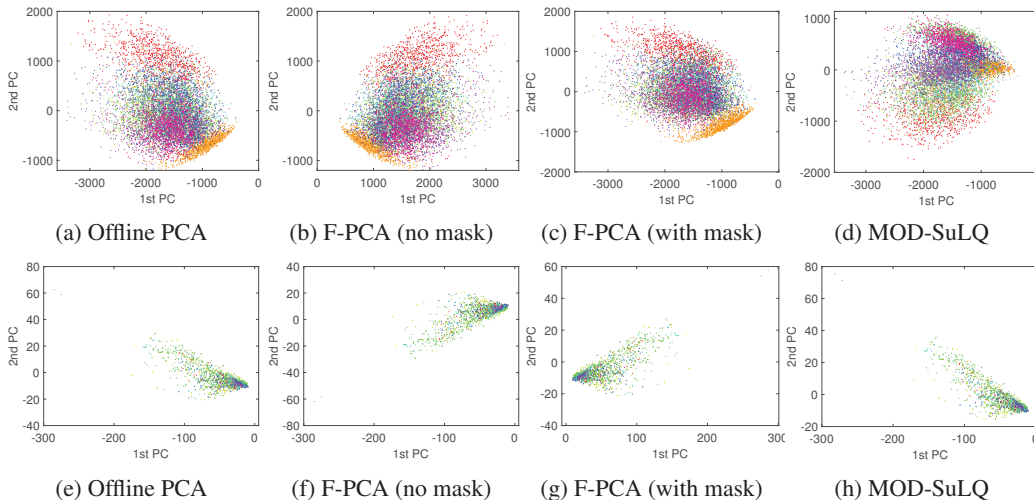 2000
1000
0
-1000
2nd PC
-3000 -2000 -1000 0
1st PC
(a) Offline PCA
2000
1000
0
-1000
2nd PC
0 1000 2000 3000
1st PC
(b) F-PCA (no mask)
2000
1000
0
-1000
-2000
2nd PC
-3000 -2000 -1000 0
1st PC
(c) F-PCA (with mask)
1000
0
-1000
2000
2nd PC
-3000 -2000 -1000
1st PC
(d) MOD-SuLQ
80
60
40
20
0
-20
-40
2nd PC
-300 -200 -100 0
1st PC
(e) Offline PCA
40
20
0
-20
-40
-60
-80
2nd PC
-300 -200 -100 0
1st PC
(f) F-PCA (no mask)
60
40
20
0
-20
-40
2nd PC
0 100 200 300
1st PC
(g) F-PCA (with mask)
80
60
40
20
0
-20
2nd PC
-300 -200 -100
1st PC
(h) MOD-SuLQ